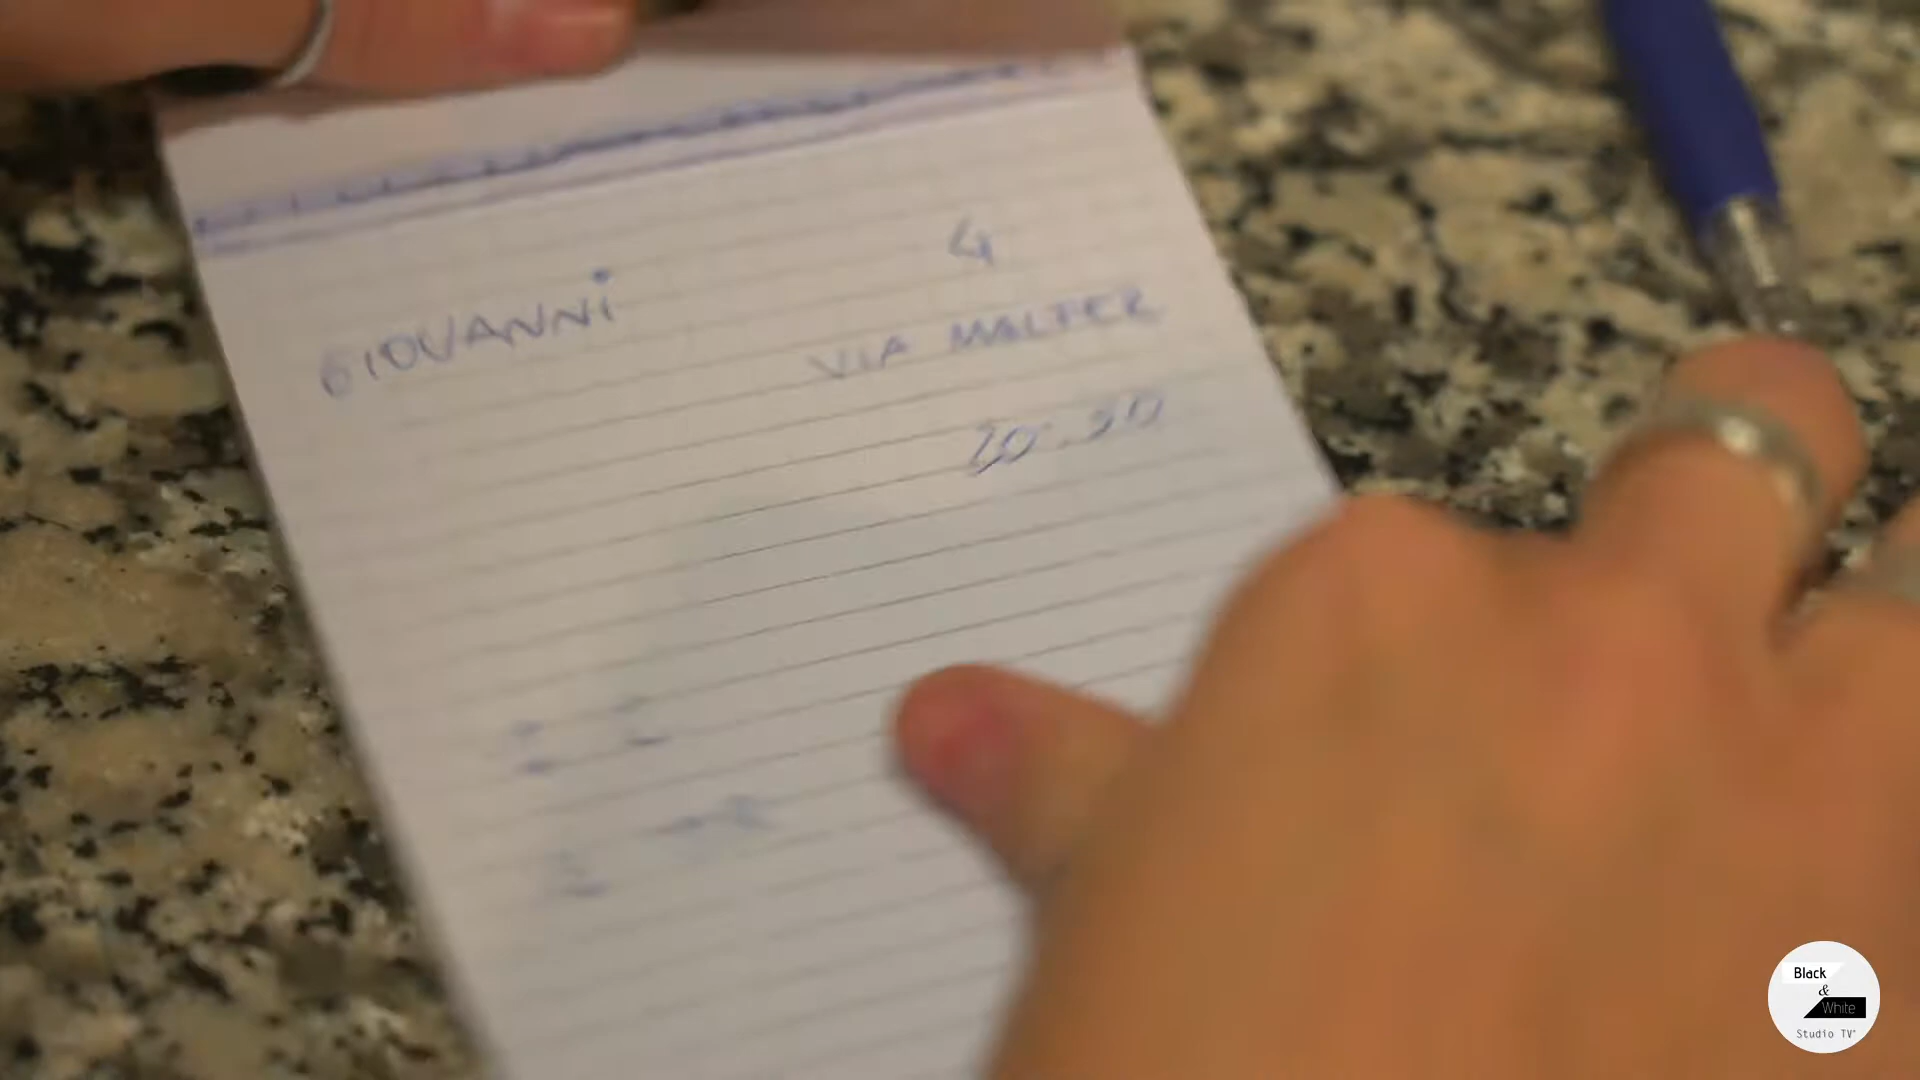 4
GIOVANNI
VIA MALTER
20:30
Black
&
White
Studio TV